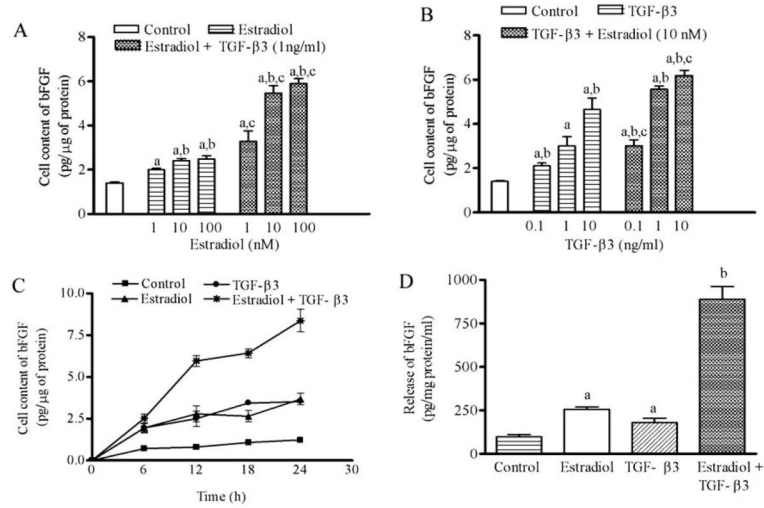 A
Control
Estradiol
Estradiol + TGF-β3 (1ng/ml)
Cell content of bFGF
(pg/µg of protein)
8
6
4
2
0
a
a,b
a,b
a,c
a,b,c
a,b,c
1 10 100 1 10 100
Estradiol (nM)
B
Control
TGF-β3
TGF-β3 + Estradiol (10 nM)
Cell content of bFGF
(pg/µg of protein)
8
6
4
2
0
a,b
a
a,b
a,b,c
a,b,c
a,b,c
0.1 1 10 0.1 1 10
TGF-β3 (ng/ml)
C
Control
TGF-β3
Estradiol
Estradiol + TGF- β3
Cell content of bFGF
(pg/µg of protein)
10.0
7.5
5.0
2.5
0.0
0 6 12 18 24 30
Time (h)
D
Release of bFGF
(pg/mg protein/ml)
1000
750
500
250
0
a
a
b
Control Estradiol TGF- β3 Estradiol +
TGF-β3